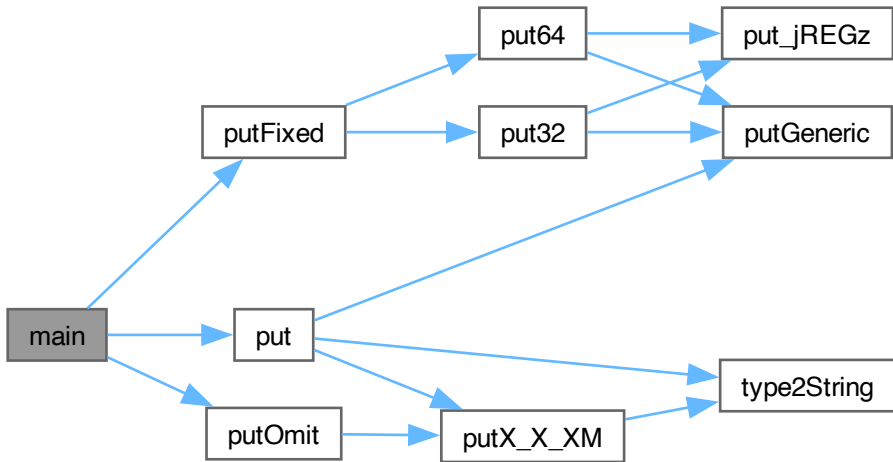 put64
put_jREGz
putFixed
put32
putGeneric
main
put
type2String
putOmit
putX_X_XM